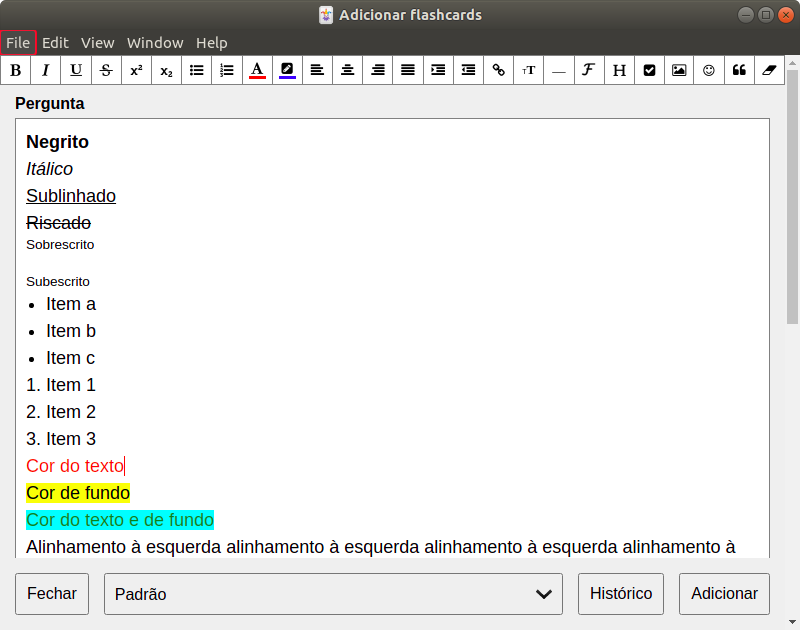 Adicionar flashcards
File Edit View Window Help
B I U S x² x₂ A тT — ℱ H
Pergunta
Negrito
Itálico
Sublinhado
Riscado
Sobrescrito
Subescrito
• Item a
• Item b
• Item c
1. Item 1
2. Item 2
3. Item 3
Cor do texto
Cor de fundo
Cor do texto e de fundo
Alinhamento à esquerda alinhamento à esquerda alinhamento à esquerda alinhamento à
Fechar Padrão Histórico Adicionar